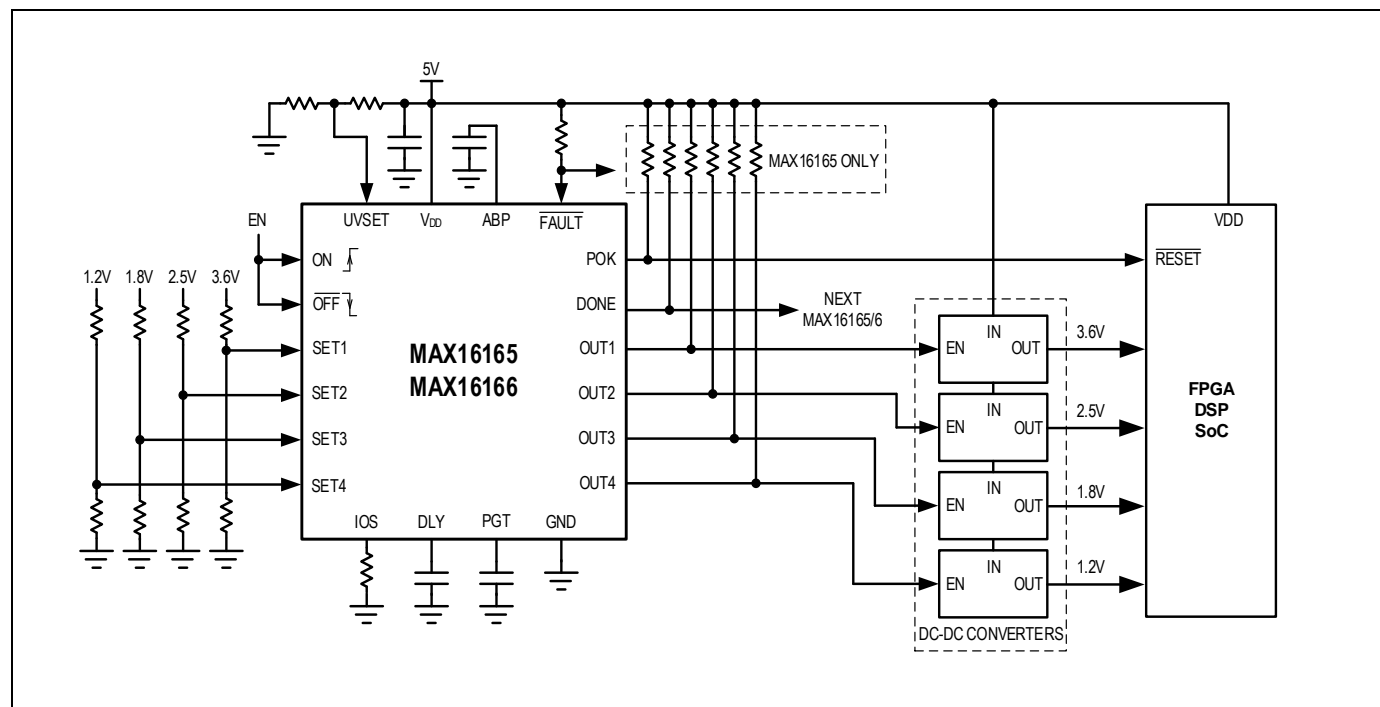 5V
MAX16165 ONLY
EN
UVSET
VDD
ABP
FAULT
VDD
1.2V
1.8V
2.5V
3.6V
ON
POK
RESET
OFF
DONE
NEXT
MAX16165/6
SET1
MAX16165
MAX16166
OUT1
EN
IN
OUT
3.6V
SET2
OUT2
EN
IN
OUT
2.5V
FPGA
DSP
SoC
SET3
OUT3
EN
IN
OUT
1.8V
SET4
OUT4
EN
IN
OUT
1.2V
IOS
DLY
PGT
GND
DC-DC CONVERTERS